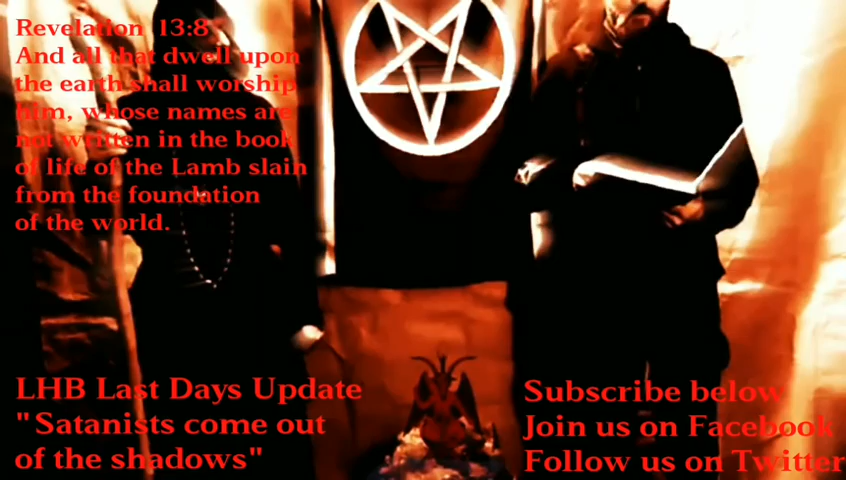 Revelation 13:8
And all that dwell upon
the earth shall worship
him, whose names are
not written in the book
of life of the Lamb slain
from the foundation
of the world.
LHB Last Days Update
"Satanists come out
of the shadows"
Subscribe below
Join us on Facebook
Follow us on Twitter